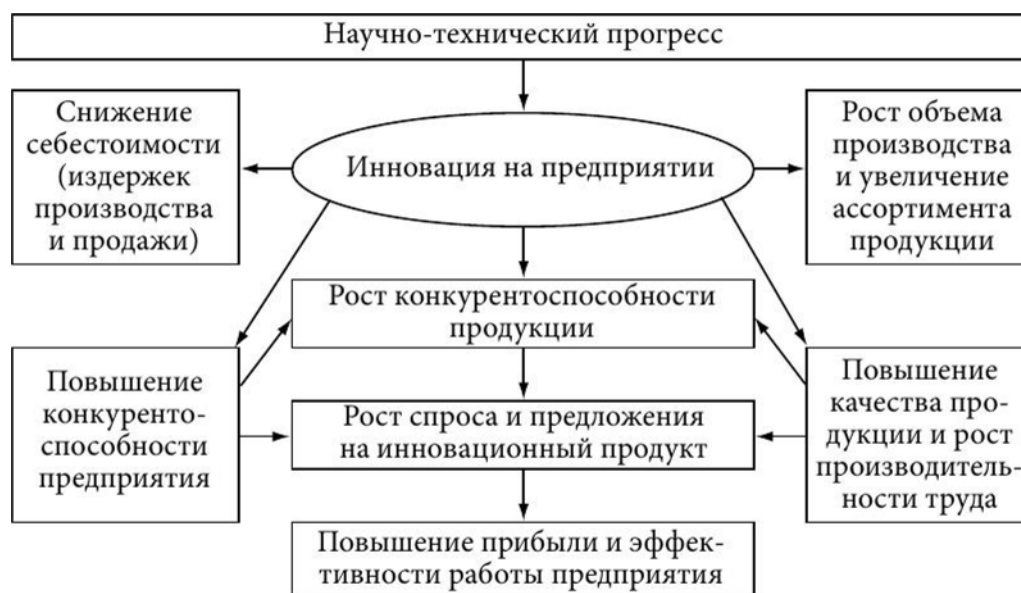 Научно-технический прогресс
Снижение
себестоимости
(издержек
производства
и продажи)
Инновация на предприятии
Рост объема
производства
и увеличение
ассортимента
продукции
Рост конкурентоспособности
продукции
Повышение
конкуренто-
способности
предприятия
Рост спроса и предложения
на инновационный продукт
Повышение
качества про-
дукции и рост
производитель-
ности труда
Повышение прибыли и эффек-
тивности работы предприятия